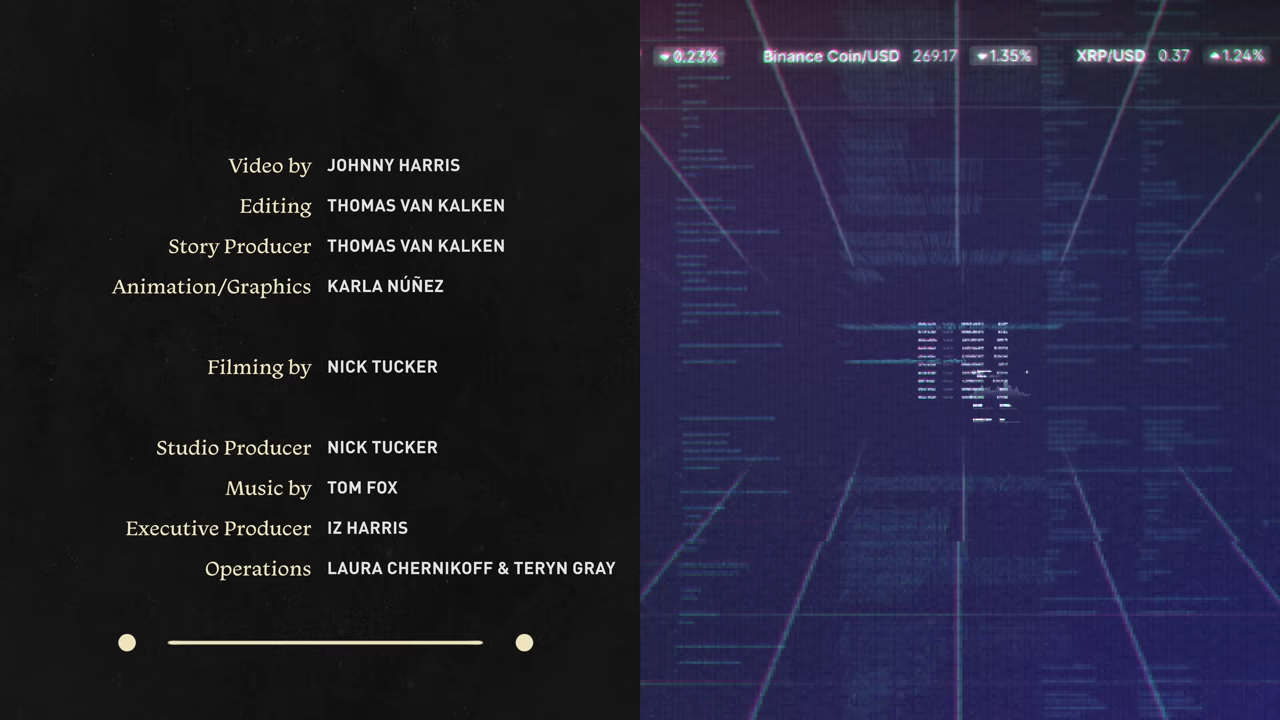 Video by JOHNNY HARRIS
Editing THOMAS VAN KALKEN
Story Producer THOMAS VAN KALKEN
Animation/Graphics KARLA NÚÑEZ
Filming by NICK TUCKER
Studio Producer NICK TUCKER
Music by TOM FOX
Executive Producer IZ HARRIS
Operations LAURA CHERNIKOFF & TERYN GRAY
0.23% Binance Coin/USD 269.17 1.35% XRP/USD 0.37 1.24%